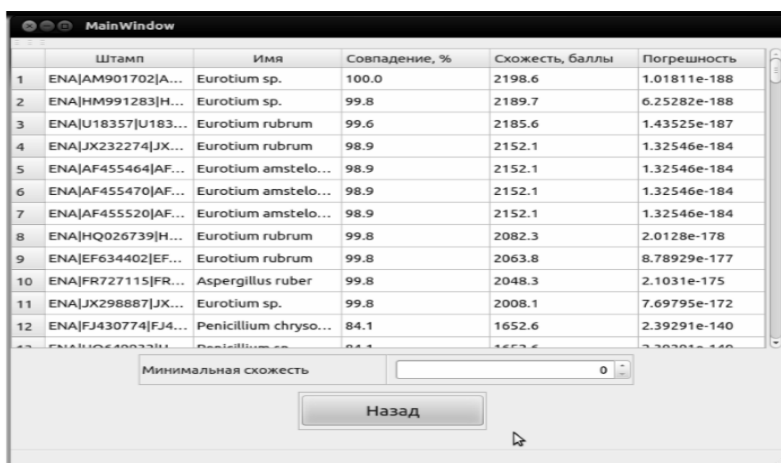 MainWindow
Штамп Имя Совпадение, % Схожесть, баллы Погрешность
1 ENA|AM901702|A... Eurotium sp. 100.0 2198.6 1.01811e-188
2 ENA|HM991283|H... Eurotium sp. 99.8 2189.7 6.25282e-188
3 ENA|U18357|U183... Eurotium rubrum 99.6 2185.6 1.43525e-187
4 ENA|JX232274|JX... Eurotium rubrum 98.9 2152.1 1.32546e-184
5 ENA|AF455464|AF... Eurotium amstelo... 98.9 2152.1 1.32546e-184
6 ENA|AF455470|AF... Eurotium amstelo... 98.9 2152.1 1.32546e-184
7 ENA|AF455520|AF... Eurotium amstelo... 98.9 2152.1 1.32546e-184
8 ENA|HQ026739|H... Eurotium rubrum 99.8 2082.3 2.0128e-178
9 ENA|EF634402|EF... Eurotium rubrum 99.8 2063.8 8.78929e-177
10 ENA|FR727115|FR... Aspergillus ruber 99.8 2048.3 2.1031e-175
11 ENA|JX298887|JX... Eurotium sp. 99.8 2008.1 7.69795e-172
12 ENA|FJ430774|FJ4... Penicillium chryso... 84.1 1652.6 2.39291e-140
Минимальная схожесть 0
Назад